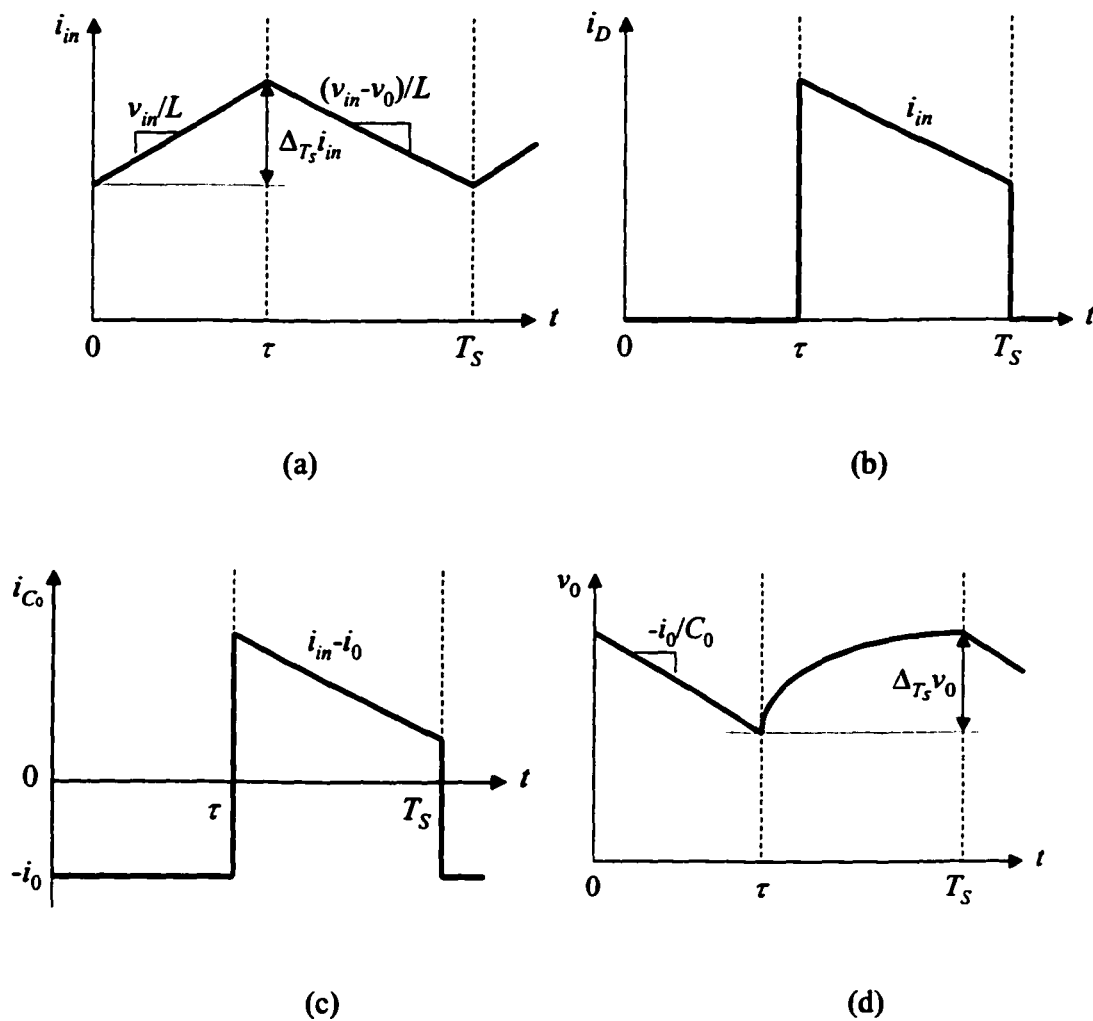 i_in
v_in/L
(v_in-v_0)/L
Δ_Ts i_in
0
τ
T_S
t
(a)
i_D
i_in
0
τ
T_S
t
(b)
i_C0
i_in-i_0
0
τ
T_S
t
-i_0
(c)
v_0
-i_0/C_0
Δ_Ts v_0
0
τ
T_S
t
(d)